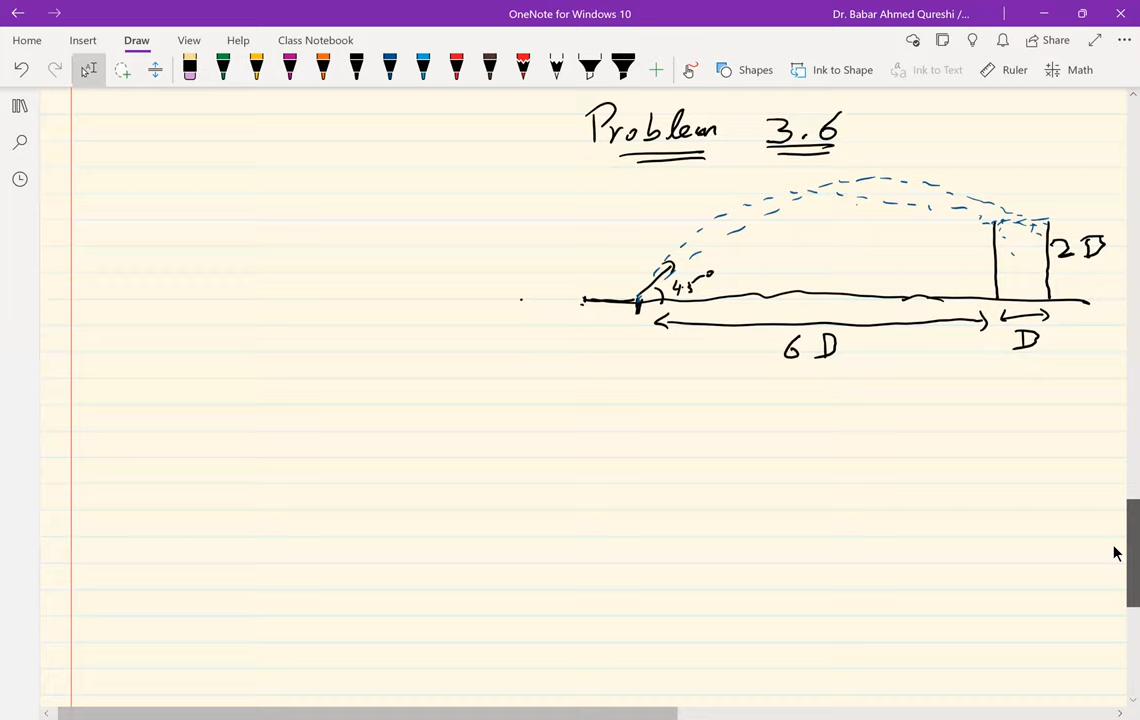 OneNote for Windows 10
Dr. Babar Ahmed Qureshi /...
Home Insert Draw View Help Class Notebook
Share
Shapes Ink to Shape Ink to Text Ruler Math
Problem 3.6
2D
45°
6 D
D